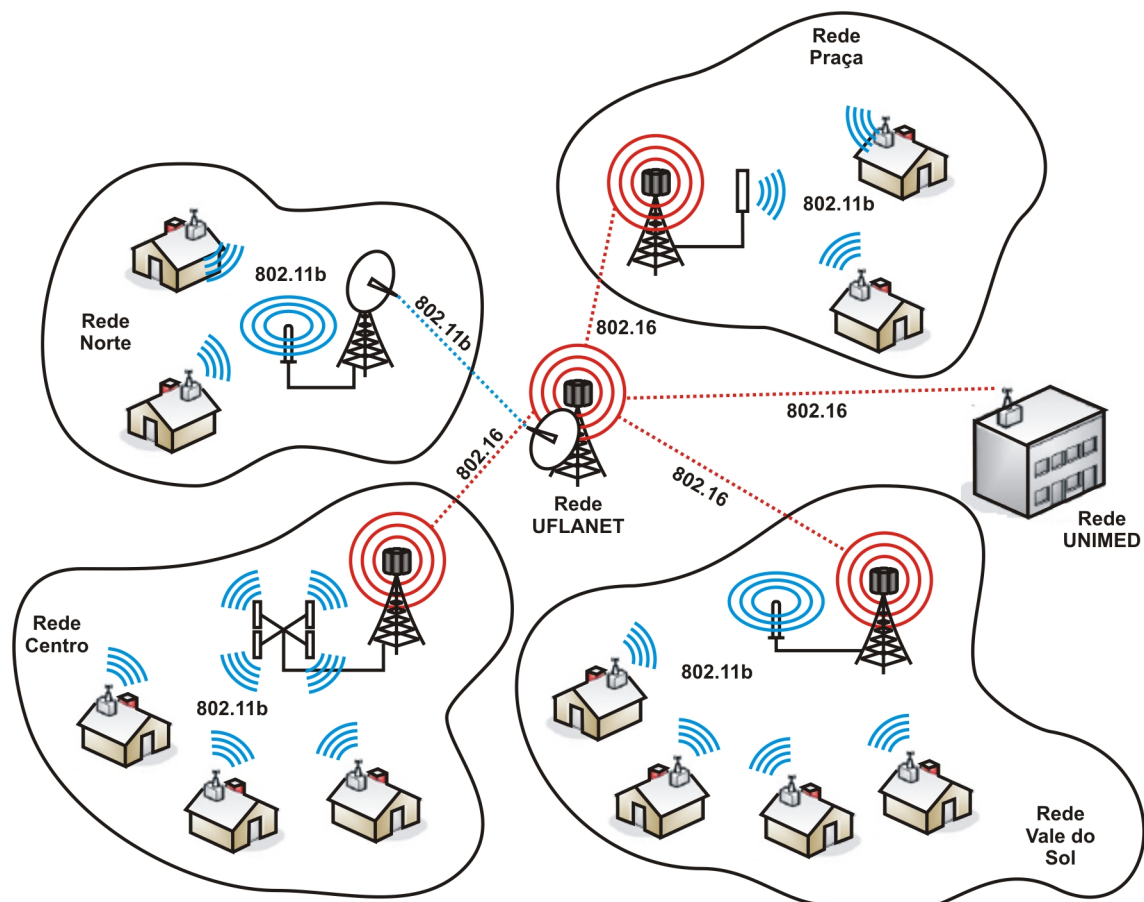 Rede
Praça
802.11b
802.16
Rede
Norte
802.11b
802.11b
Rede
UFLANET
802.16
802.16
802.16
Rede
UNIMED
Rede
Centro
802.11b
802.11b
Rede
Vale do
Sol